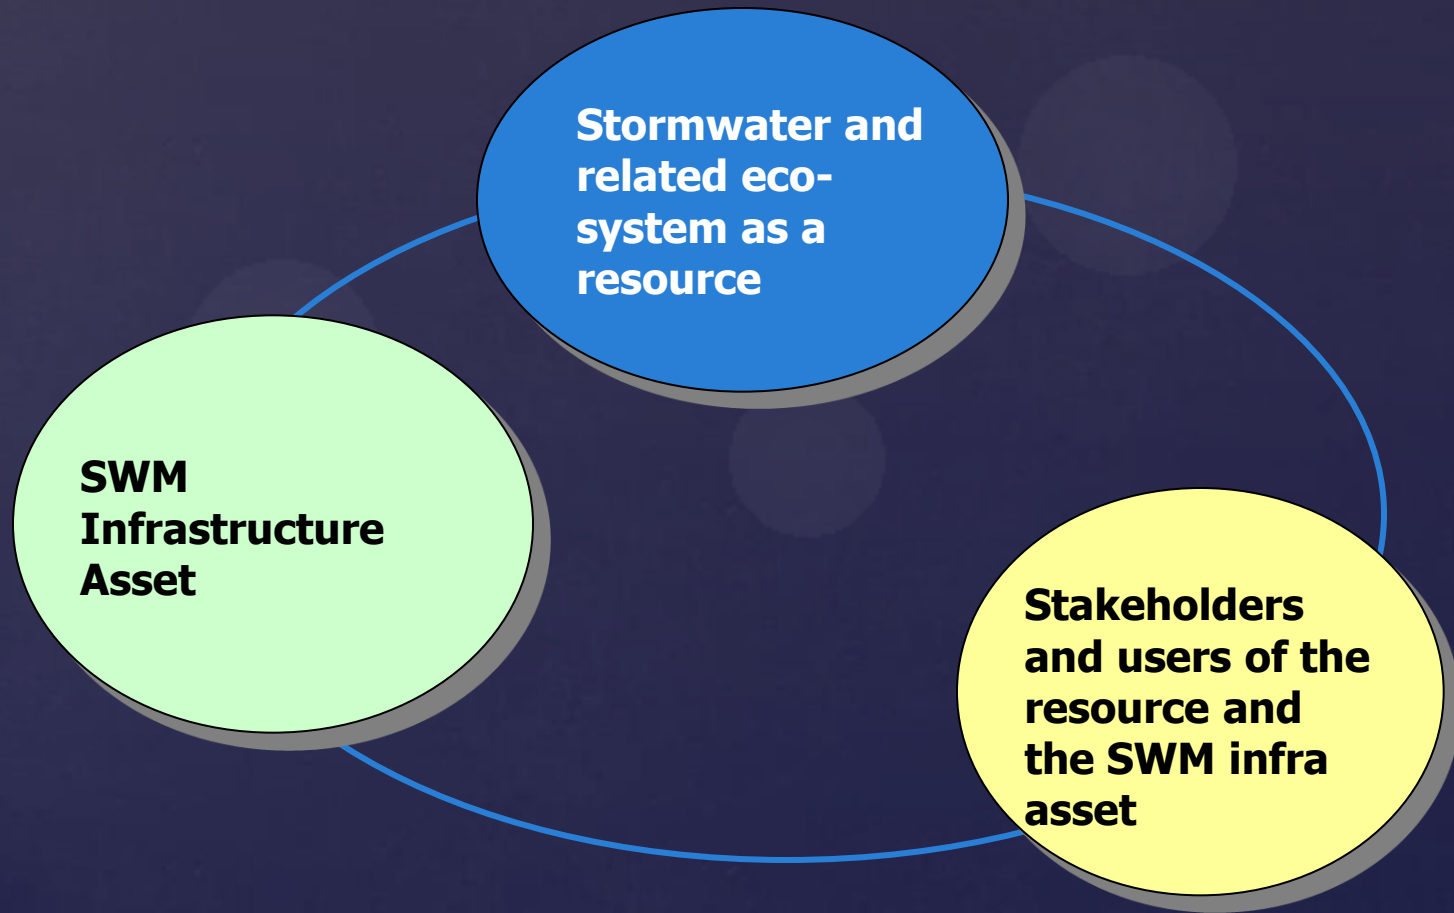 Stormwater and
related eco-
system as a
resource
SWM
Infrastructure
Asset
Stakeholders
and users of the
resource and
the SWM infra
asset